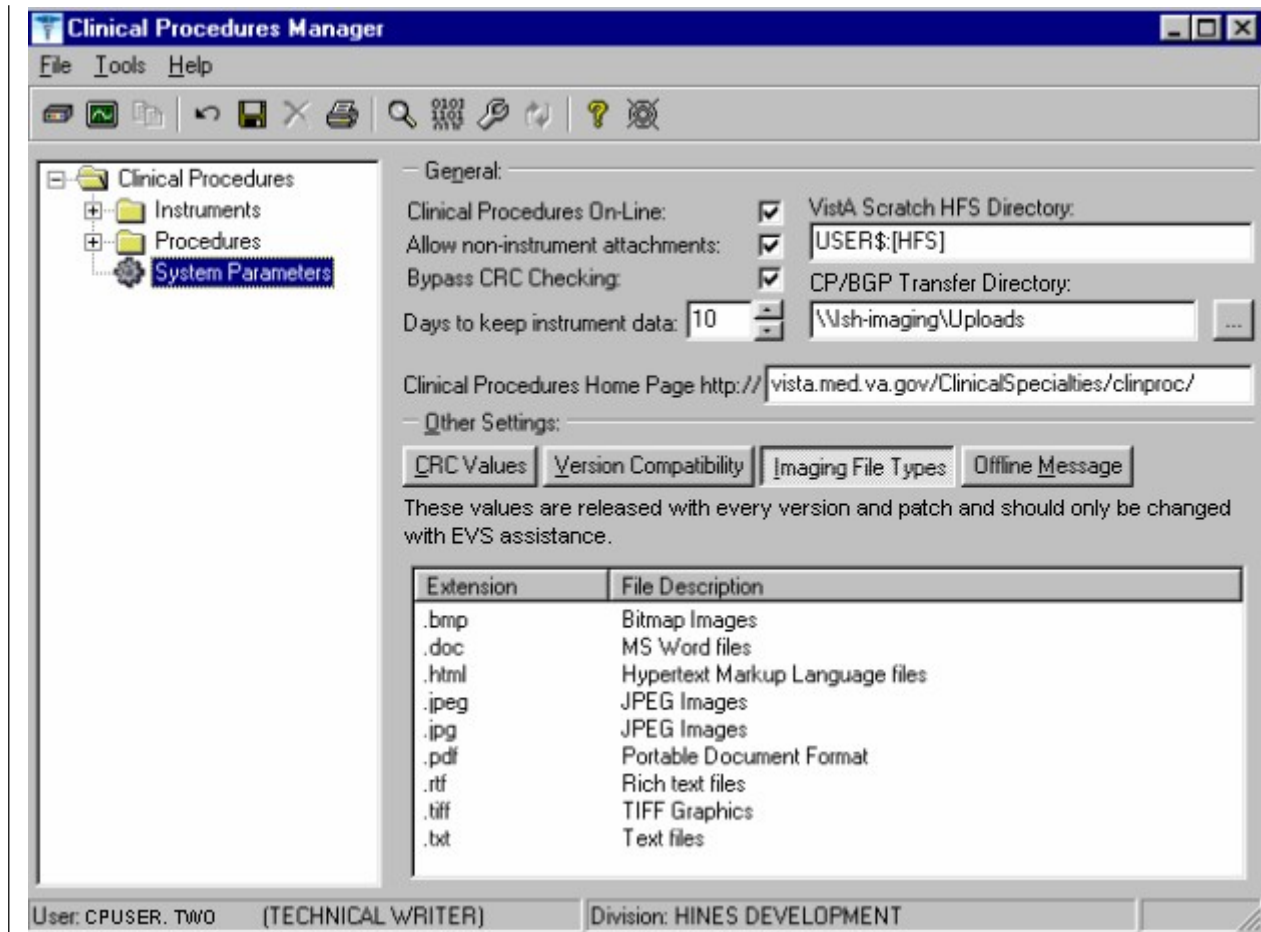 Clinical Procedures Manager
File Tools Help
Clinical Procedures
Instruments
Procedures
System Parameters
General:
Clinical Procedures On-Line:
Allow non-instrument attachments:
Bypass CRC Checking:
Days to keep instrument data: 10
VistA Scratch HFS Directory:
USER$:[HFS]
CP/BGP Transfer Directory:
\\Ish-imaging\Uploads
...
Clinical Procedures Home Page http:// vista.med.va.gov/ClinicalSpecialties/clinproc/
Other Settings:
CRC Values Version Compatibility Imaging File Types Offline Message
These values are released with every version and patch and should only be changed
with EVS assistance.
Extension File Description
.bmp Bitmap Images
.doc MS Word files
.html Hypertext Markup Language files
.jpeg JPEG Images
.jpg JPEG Images
.pdf Portable Document Format
.rtf Rich text files
.tiff TIFF Graphics
.txt Text files
User: CPUSER. TWO (TECHNICAL WRITER) Division: HINES DEVELOPMENT